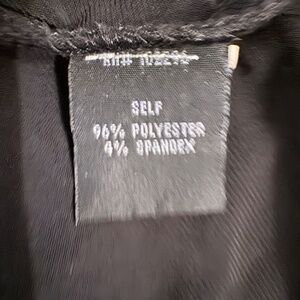 SELF
96% POLYESTER
4% SPANDEX